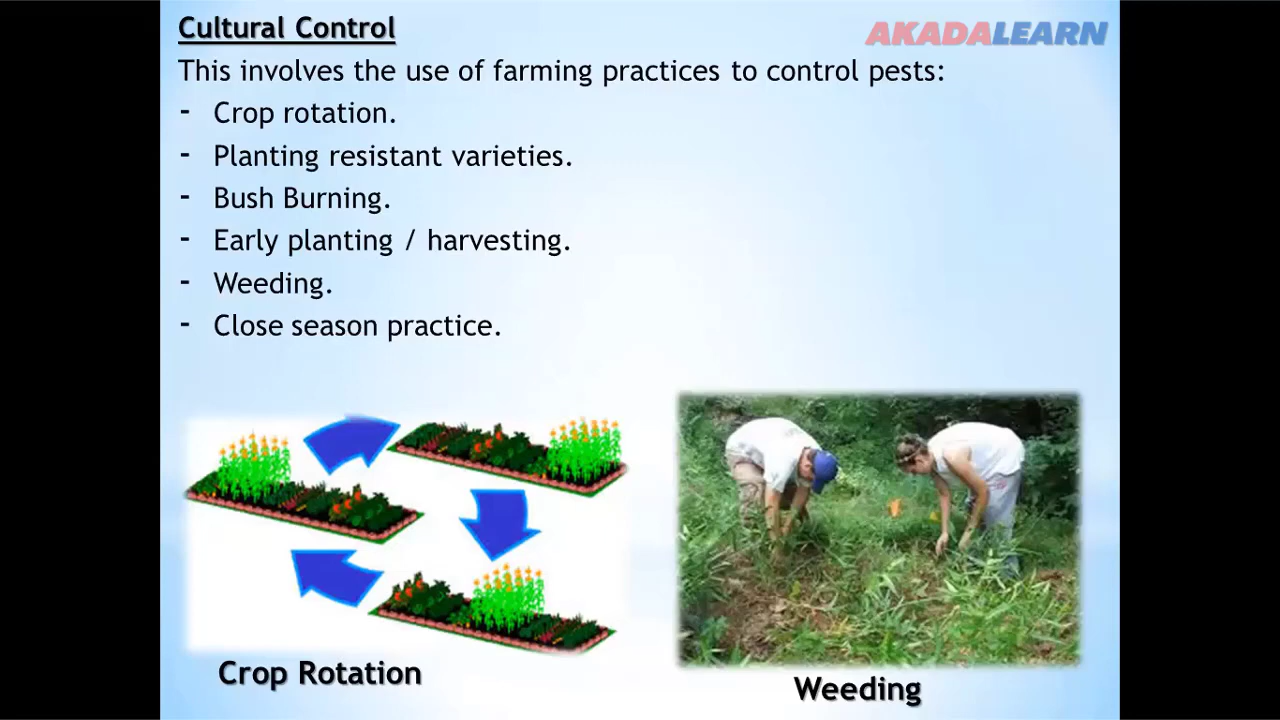 Cultural Control
AKADALEARN
This involves the use of farming practices to control pests:
- Crop rotation.
- Planting resistant varieties.
- Bush Burning.
- Early planting / harvesting.
- Weeding.
- Close season practice.
Crop Rotation
Weeding